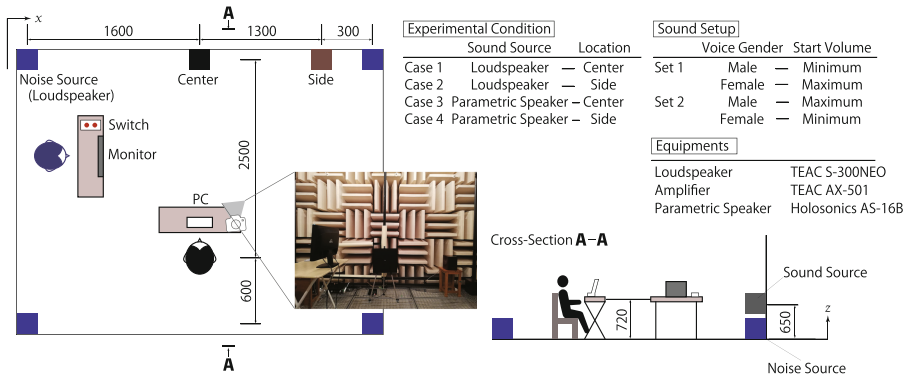 x
A
1600
1300
300
Noise Source
(Loudspeaker)
Center
Side
Switch
Monitor
2500
PC
600
A
Experimental Condition
Sound Source Location
Case 1 Loudspeaker — Center
Case 2 Loudspeaker — Side
Case 3 Parametric Speaker – Center
Case 4 Parametric Speaker – Side
Sound Setup
Voice Gender Start Volume
Set 1 Male — Minimum
Female — Maximum
Set 2 Male — Maximum
Female — Minimum
Equipments
Loudspeaker TEAC S-300NEO
Amplifier TEAC AX-501
Parametric Speaker Holosonics AS-16B
Cross-Section A–A
Sound Source
720
650
z
Noise Source